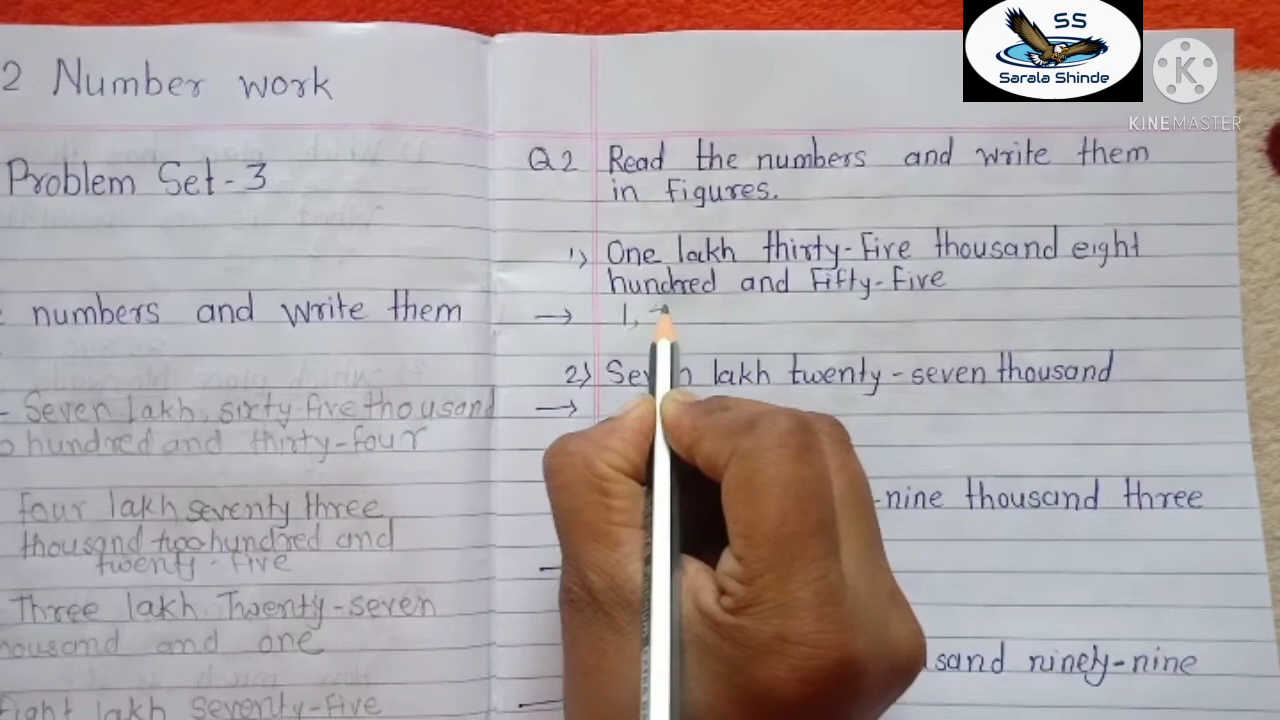 SS
Sarala Shinde
KINEMASTER
2 Number work
Problem Set-3
numbers and write them
- Seven lakh, sixty-five thousand
hundred and thirty-four
four lakh seventy three
thousand two hundred and
twenty-five
Three lakh Twenty-seven
housand and one
Eight lakh seventy-five
Q.2 Read the numbers and write them
in figures.
1) One lakh thirty-five thousand eight
hundred and fifty-five
→ 1,
2) Seven lakh twenty-seven thousand
→
-nine thousand three
sand ninety-nine